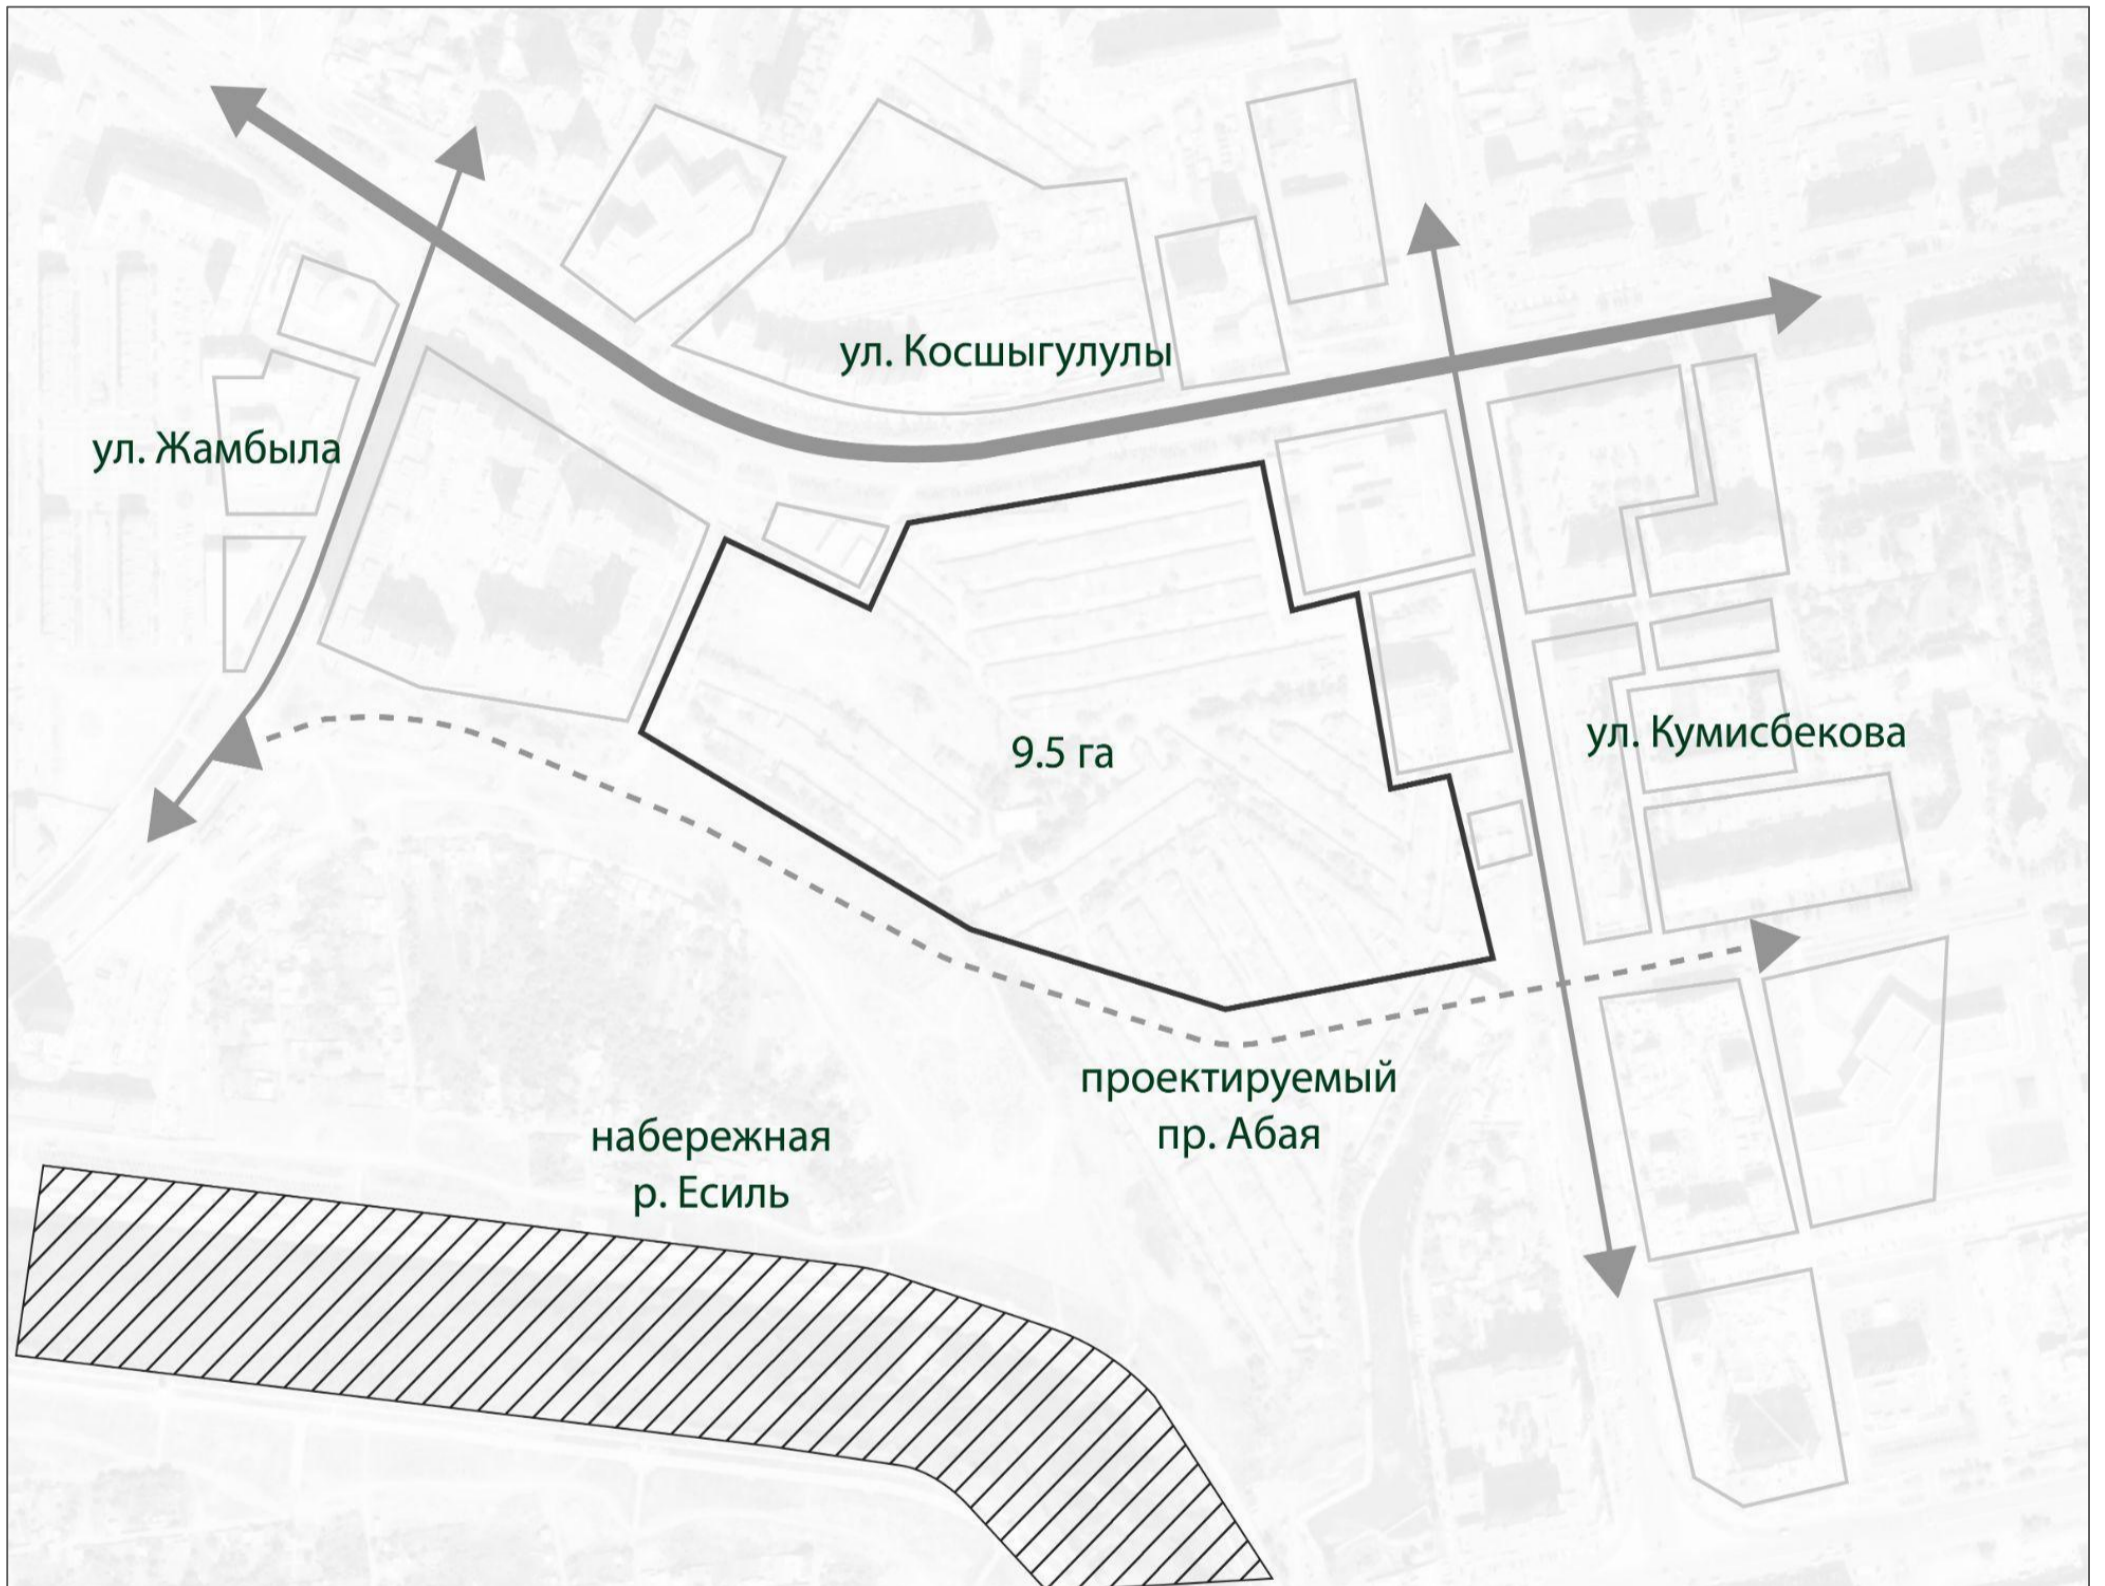 ул. Косшыгулулы
ул. Жамбыла
9.5 га
ул. Кумисбекова
проектируемый
пр. Абая
набережная
р. Есиль